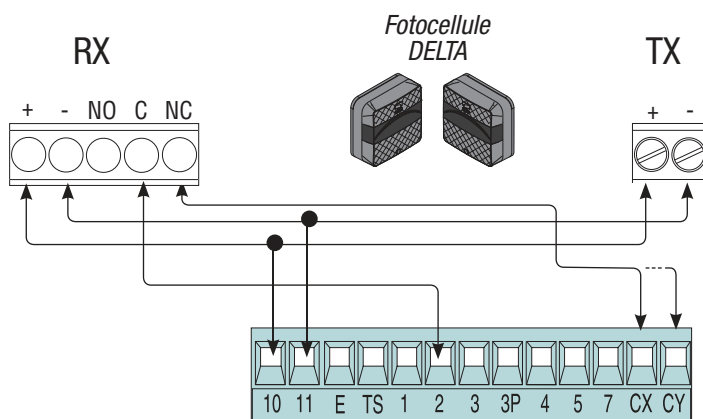 Fotocellule
DELTA
RX
TX
+ - NO C NC
+ -
10 11 E TS 1 2 3 3P 4 5 7 CX CY